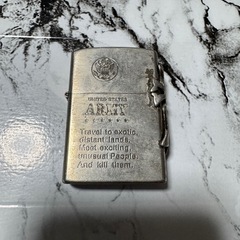 UNITED STATES
ARMY
Travel to exotic,
distant lands.
Meet exciting,
unusual People.
And kill them.